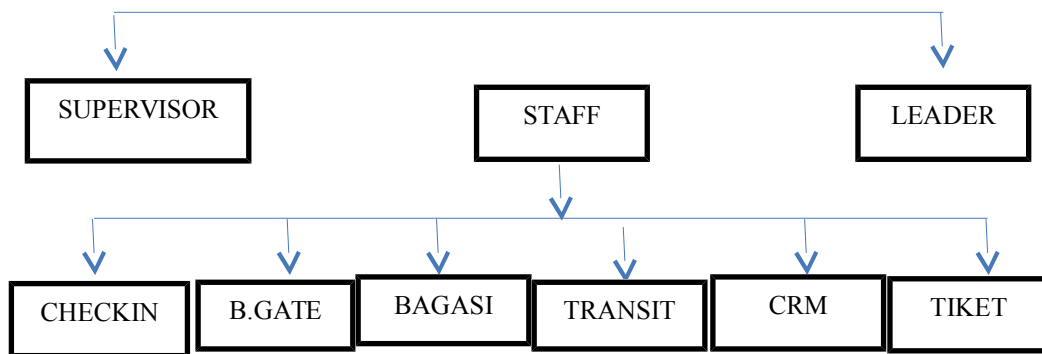 SUPERVISOR
STAFF
LEADER
CHECKIN
B.GATE
BAGASI
TRANSIT
CRM
TIKET